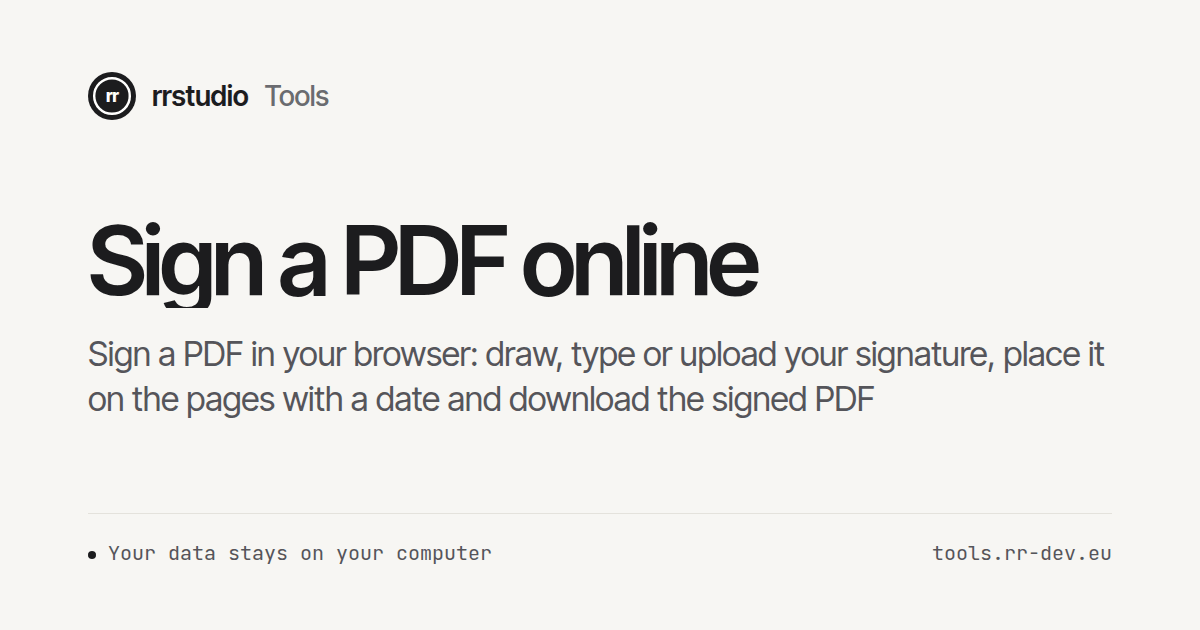 rr rrstudio Tools
Sign a PDF online
Sign a PDF in your browser: draw, type or upload your signature, place it
on the pages with a date and download the signed PDF
Your data stays on your computer
tools.rr-dev.eu